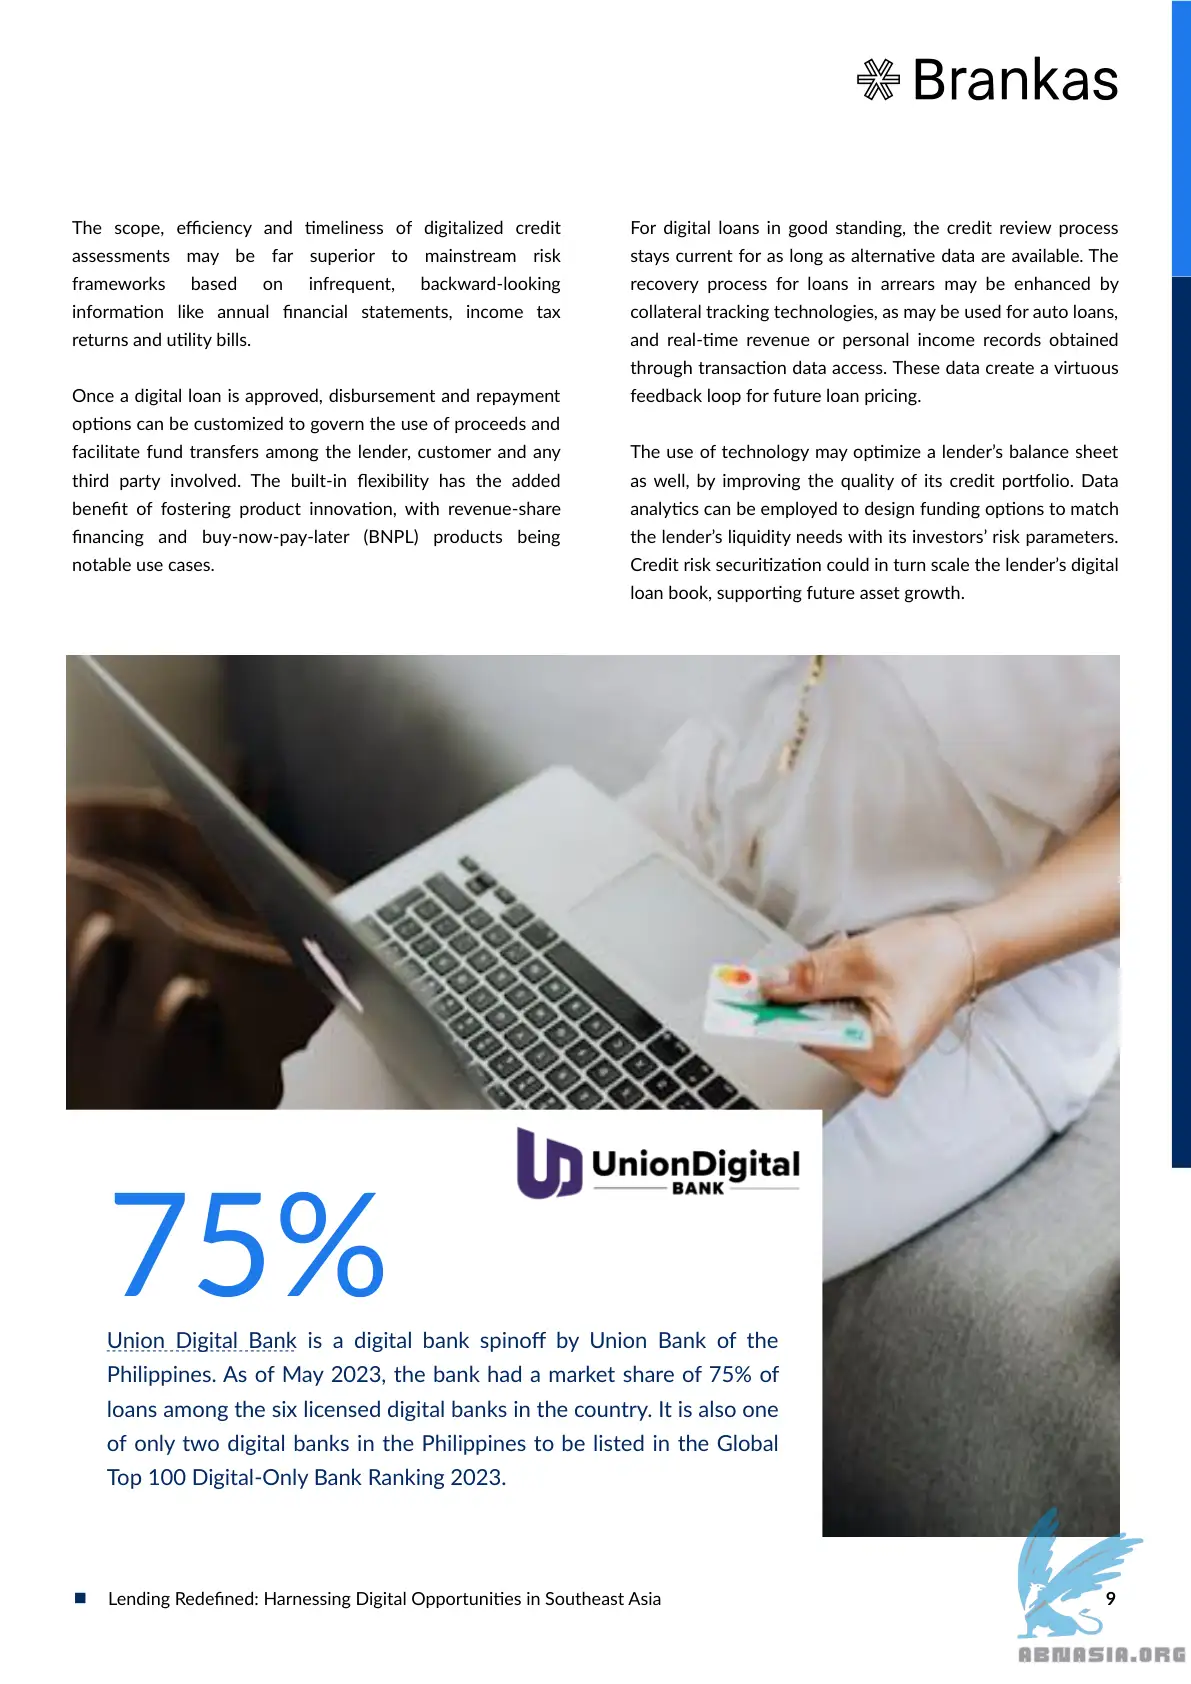 Brankas
The scope, efficiency and timeliness of digitalized credit
assessments may be far superior to mainstream risk
frameworks based on infrequent, backward-looking
information like annual financial statements, income tax
returns and utility bills.
Once a digital loan is approved, disbursement and repayment
options can be customized to govern the use of proceeds and
facilitate fund transfers among the lender, customer and any
third party involved. The built-in flexibility has the added
benefit of fostering product innovation, with revenue-share
financing and buy-now-pay-later (BNPL) products being
notable use cases.
For digital loans in good standing, the credit review process
stays current for as long as alternative data are available. The
recovery process for loans in arrears may be enhanced by
collateral tracking technologies, as may be used for auto loans,
and real-time revenue or personal income records obtained
through transaction data access. These data create a virtuous
feedback loop for future loan pricing.
The use of technology may optimize a lender’s balance sheet
as well, by improving the quality of its credit portfolio. Data
analytics can be employed to design funding options to match
the lender’s liquidity needs with its investors’ risk parameters.
Credit risk securitization could in turn scale the lender’s digital
loan book, supporting future asset growth.
UnionDigital
BANK
75%
Union Digital Bank is a digital bank spinoff by Union Bank of the
Philippines. As of May 2023, the bank had a market share of 75% of
loans among the six licensed digital banks in the country. It is also one
of only two digital banks in the Philippines to be listed in the Global
Top 100 Digital-Only Bank Ranking 2023.
Lending Redefined: Harnessing Digital Opportunities in Southeast Asia
9
ABNASIA.ORG